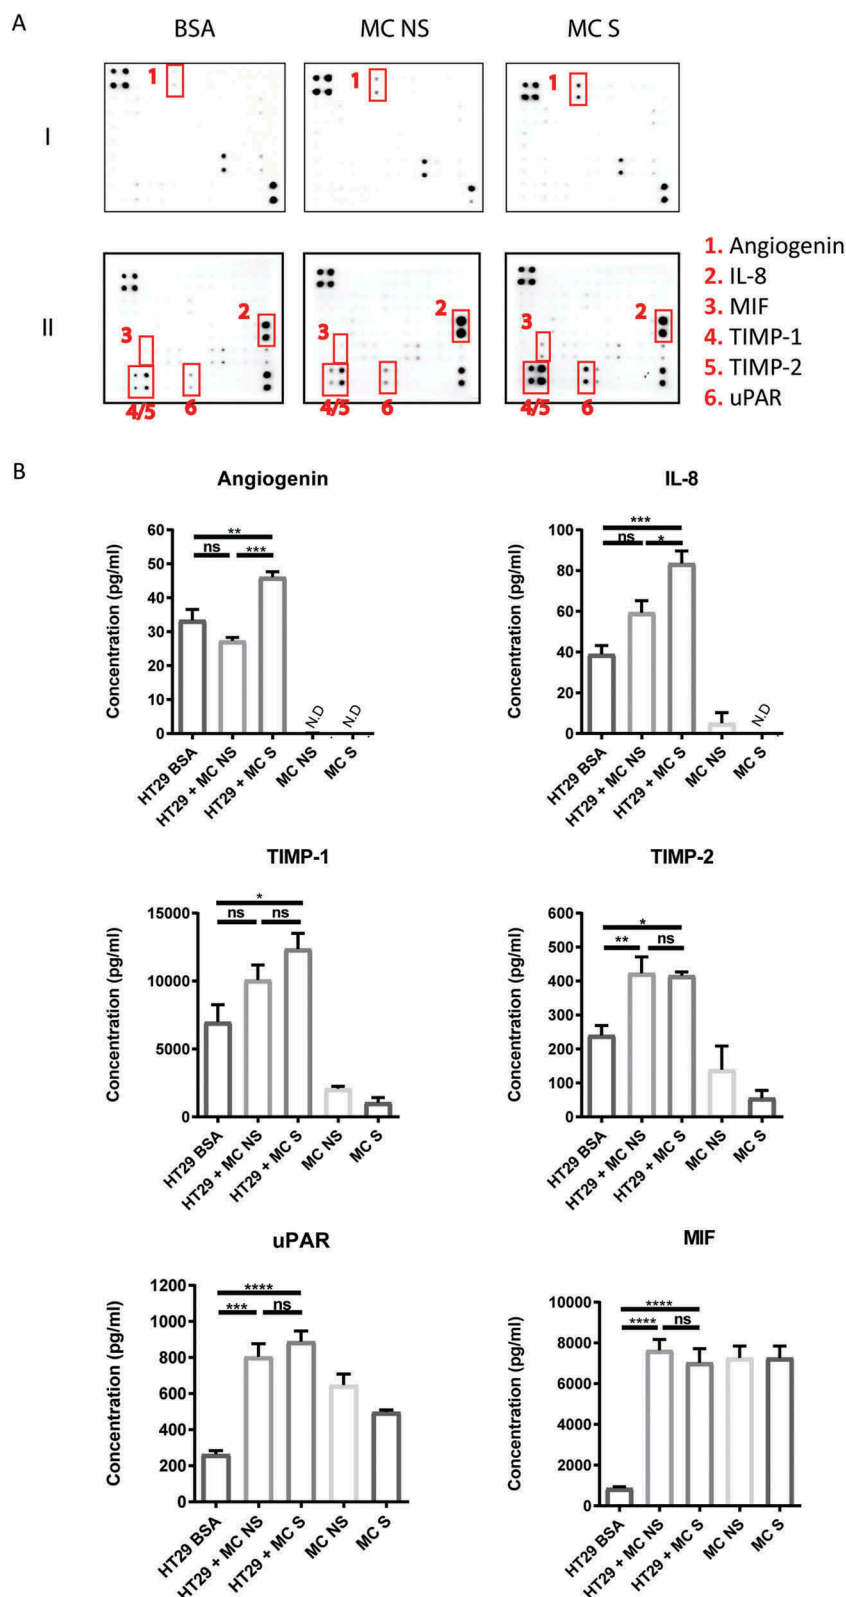 A
BSA MC NS MC S
1 1 1
I
1. Angiogenin
2. IL-8
3. MIF
4. TIMP-1
5. TIMP-2
6. uPAR
II
2 2 2
3 3 3
4/5 6 4/5 6 4/5 6
B
Angiogenin
Concentration (pg/ml)
60
50
40
30
20
10
0
**
ns ***
N.D N.D
HT29 BSA
HT29 + MC NS
HT29 + MC S
MC NS
MC S
IL-8
Concentration (pg/ml)
100
80
60
40
20
0
***
ns *
N.D
HT29 BSA
HT29 + MC NS
HT29 + MC S
MC NS
MC S
TIMP-1
Concentration (pg/ml)
15000
10000
5000
0
*
ns ns
HT29 BSA
HT29 + MC NS
HT29 + MC S
MC NS
MC S
TIMP-2
Concentration (pg/ml)
600
500
400
300
200
100
0
*
** ns
HT29 BSA
HT29 + MC NS
HT29 + MC S
MC NS
MC S
uPAR
Concentration (pg/ml)
1200
1000
800
600
400
200
0
****
*** ns
HT29 BSA
HT29 + MC NS
HT29 + MC S
MC NS
MC S
MIF
Concentration (pg/ml)
10000
8000
6000
4000
2000
0
****
**** ns
HT29 BSA
HT29 + MC NS
HT29 + MC S
MC NS
MC S